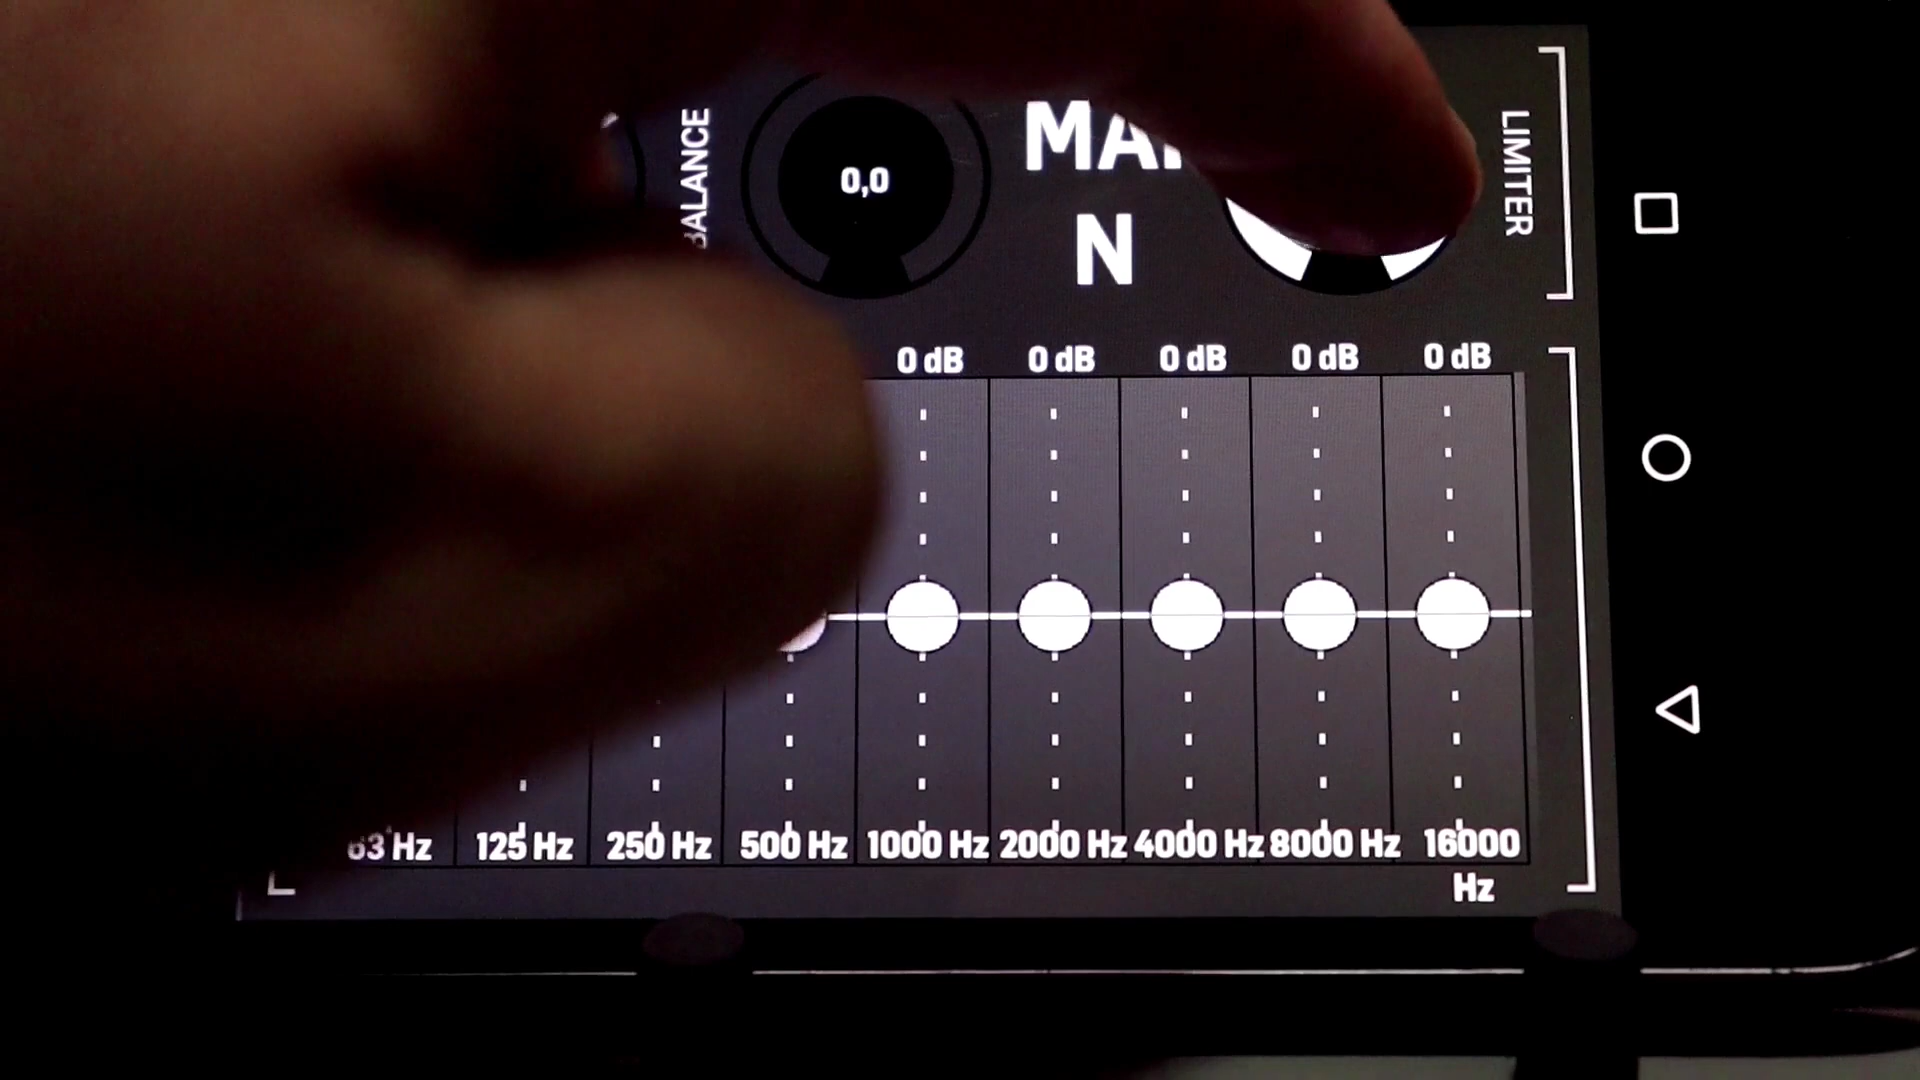 BALANCE
0,0
MAI
N
LIMITER
0 dB 0 dB 0 dB 0 dB 0 dB
63 Hz 125 Hz 250 Hz 500 Hz 1000 Hz 2000 Hz 4000 Hz 8000 Hz 16000
Hz